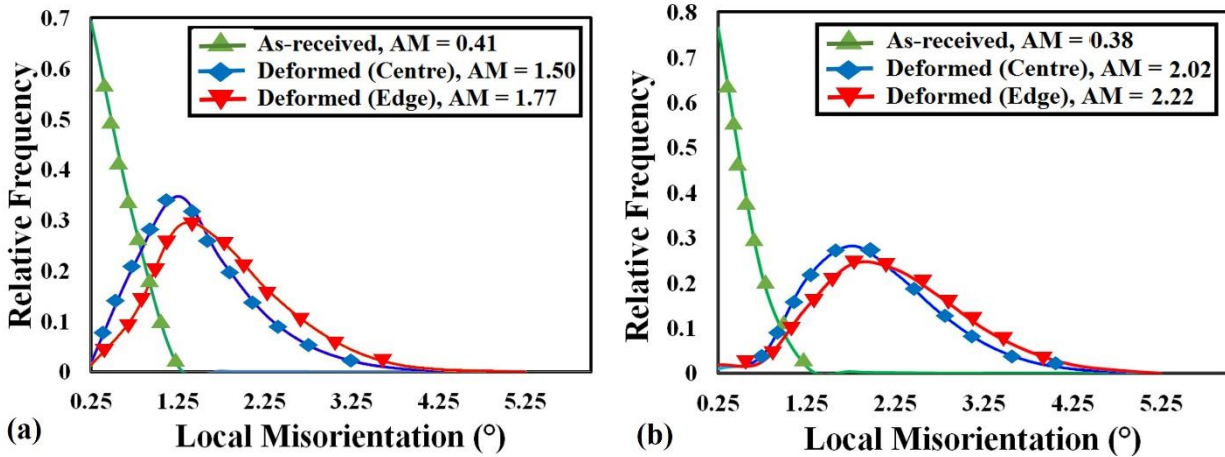 0.7
0.6
0.5
0.4
0.3
0.2
0.1
0
Relative Frequency
As-received, AM = 0.41
Deformed (Centre), AM = 1.50
Deformed (Edge), AM = 1.77
0.25 1.25 2.25 3.25 4.25 5.25
(a) Local Misorientation (°)
0.8
0.7
0.6
0.5
0.4
0.3
0.2
0.1
0
Relative Frequency
As-received, AM = 0.38
Deformed (Centre), AM = 2.02
Deformed (Edge), AM = 2.22
0.25 1.25 2.25 3.25 4.25 5.25
(b) Local Misorientation (°)